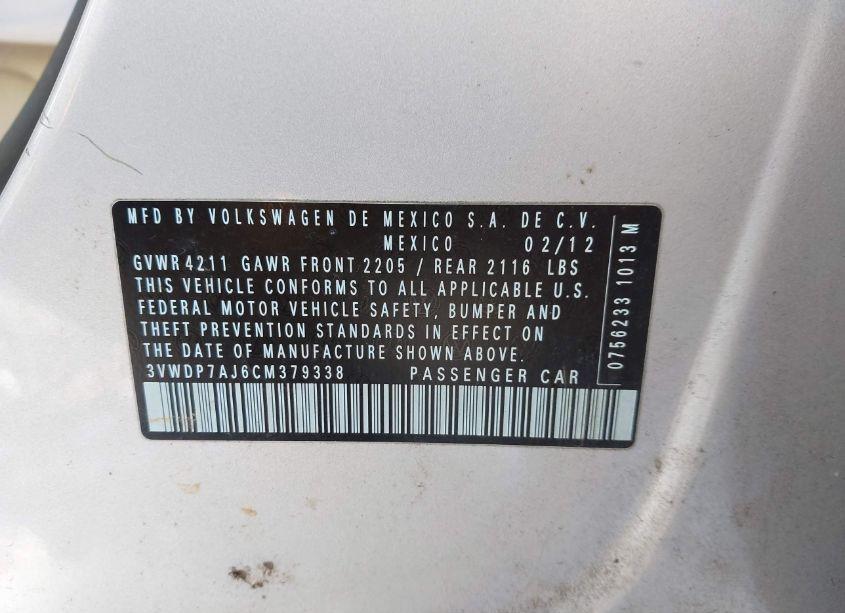 MFD BY VOLKSWAGEN DE MEXICO S.A. DE C.V.
MEXICO 02/12
GVWR 4211 GAWR FRONT 2205 / REAR 2116 LBS
THIS VEHICLE CONFORMS TO ALL APPLICABLE U.S.
FEDERAL MOTOR VEHICLE SAFETY, BUMPER AND
THEFT PREVENTION STANDARDS IN EFFECT ON
THE DATE OF MANUFACTURE SHOWN ABOVE.
3VWDP7AJ6CM379338 PASSENGER CAR
0756233 1013 M